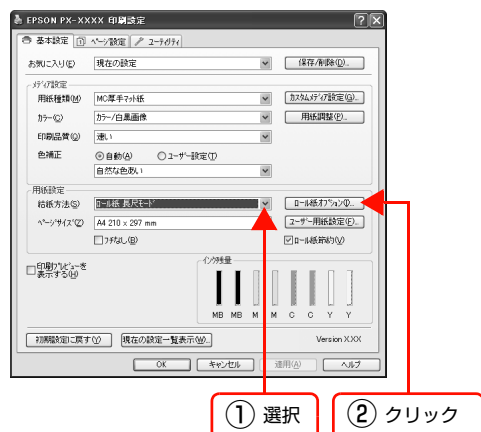 EPSON PX-XXXX 印刷設定
基本設定 ページ設定 ユーティリティ
お気に入り(E) 現在の設定 保存/削除(D)...
メディア設定
用紙種類(M) MC厚手マット紙 カスタムメディア設定(G)...
カラー(C) カラー/白黒画像 用紙調整(P)...
印刷品質(Q) 速い
色補正 自動(A) ユーザー設定(T)
自然な色あい
用紙設定
給紙方法(S) ロール紙 長尺モード ロール紙オプション(I)...
ページサイズ(Z) A4 210 x 297 mm ユーザー用紙設定(F)...
フチなし(B) ロール紙節約(V)
インク残量
印刷プレビューを
表示する(H)
MB MB M M C C Y Y
初期設定に戻す(Y) 現在の設定一覧表示(W)... Version X.XX
OK キャンセル 適用(A) ヘルプ
① 選択 ② クリック